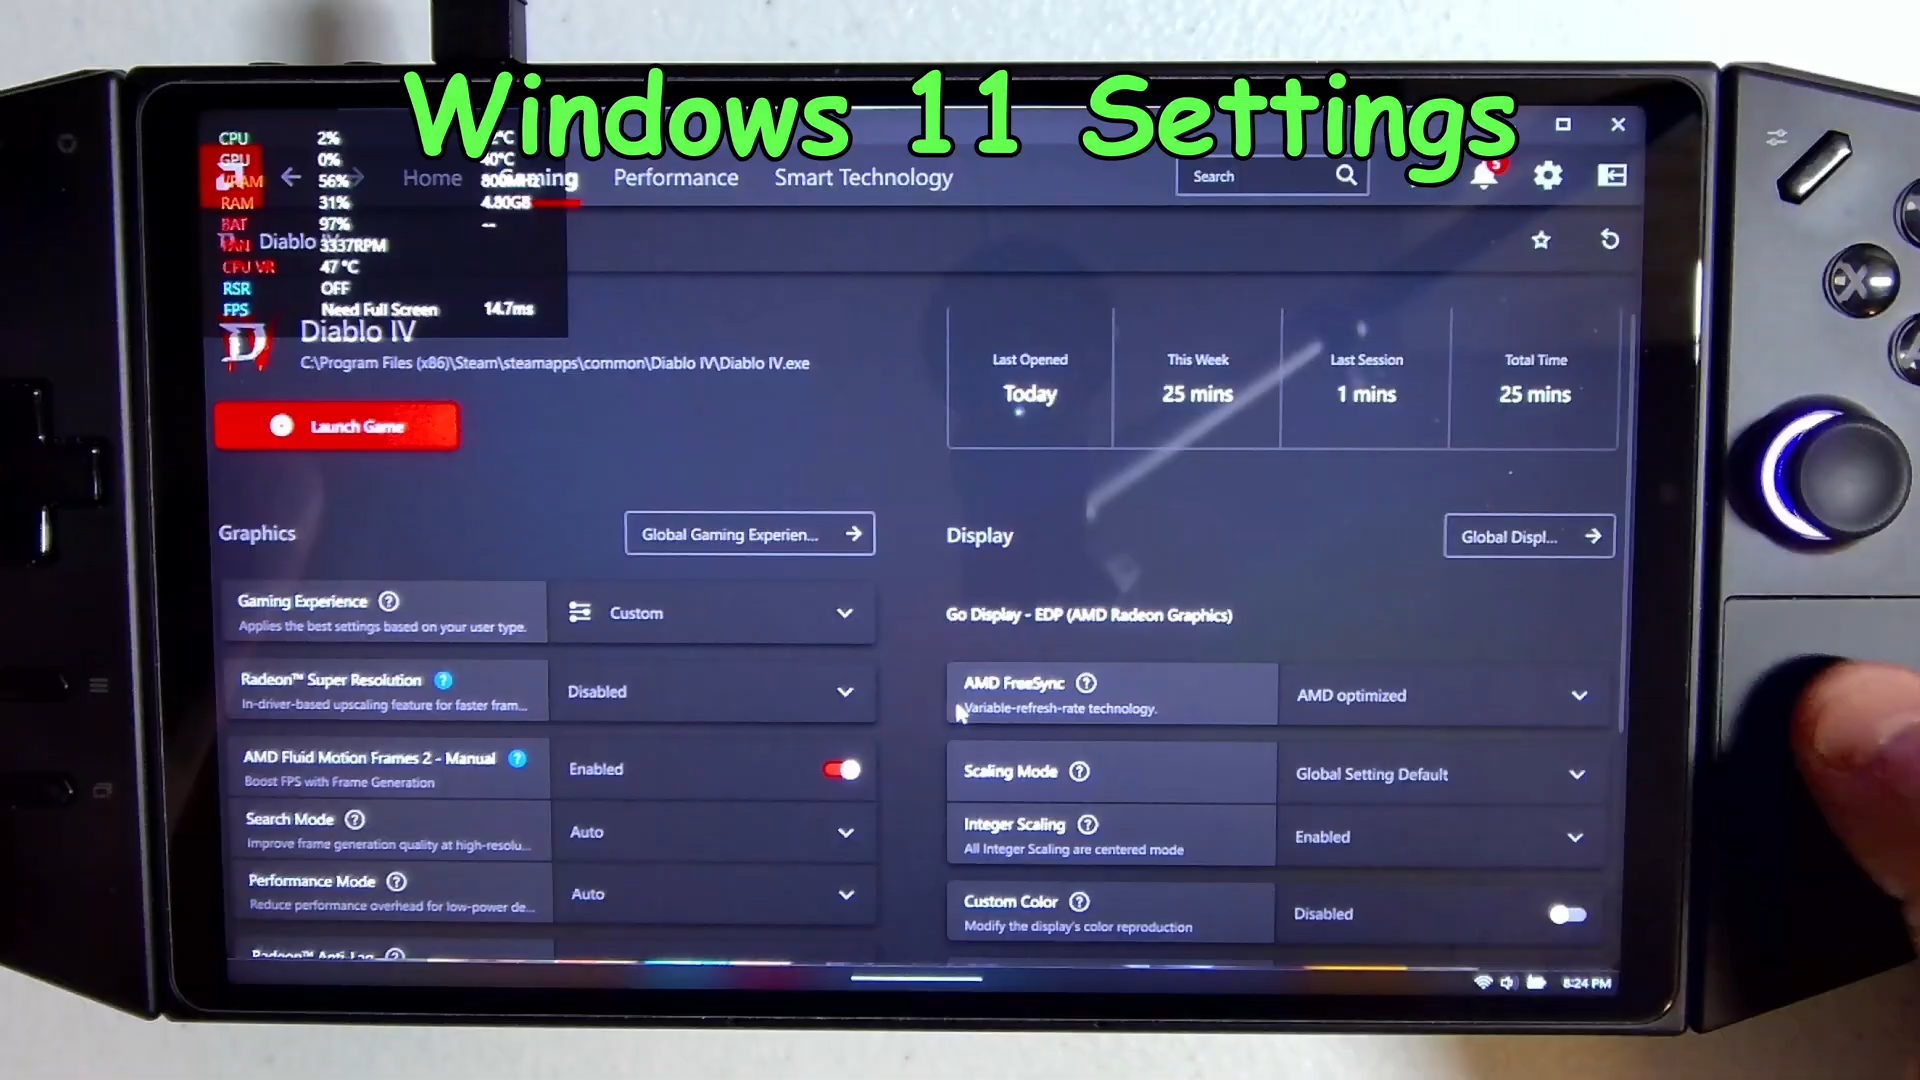 Windows 11 Settings
CPU 2%
GPU 0% 40°C
VRAM 56%
RAM 31% 4.80GB
BAT 97% --
FAN 3337RPM
CPU VR 47 °C
RSR OFF
FPS Need Full Screen 14.7ms
Home Gaming Performance Smart Technology
Search
5
Diablo
Diablo IV
C:\Program Files (x86)\Steam\steamapps\common\Diablo IV\Diablo IV.exe
Launch Game
Last Opened This Week Last Session Total Time
Today 25 mins 1 mins 25 mins
Graphics Global Gaming Experien...
Gaming Experience
Applies the best settings based on your user type.
Custom
Radeon™ Super Resolution
In-driver-based upscaling feature for faster fram...
Disabled
AMD Fluid Motion Frames 2 - Manual
Boost FPS with Frame Generation
Enabled
Search Mode
Improve frame generation quality at high-resolu...
Auto
Performance Mode
Reduce performance overhead for low-power de...
Auto
Radeon™ Anti-Lag
Display Global Displ...
Go Display - EDP (AMD Radeon Graphics)
AMD FreeSync
Variable-refresh-rate technology.
AMD optimized
Scaling Mode
Global Setting Default
Integer Scaling
All Integer Scaling are centered mode
Enabled
Custom Color
Modify the display's color reproduction
Disabled
8:24 PM
X